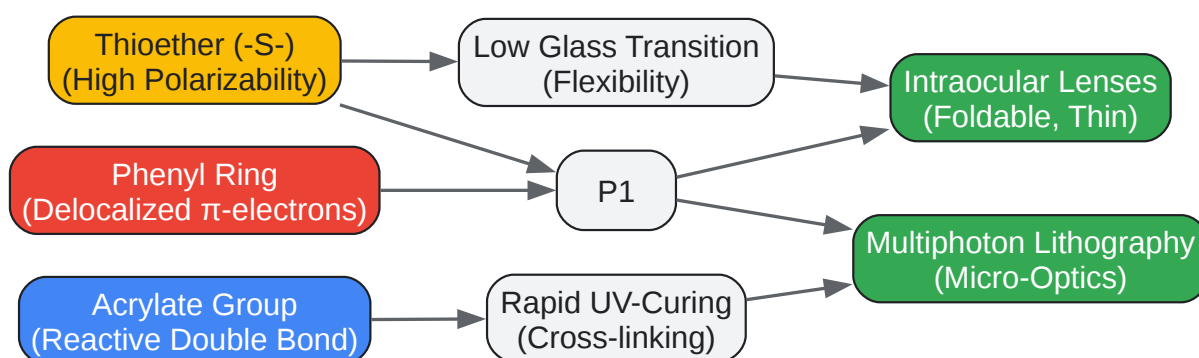 Thioether (-S-)
(High Polarizability)
Low Glass Transition
(Flexibility)
Intraocular Lenses
(Foldable, Thin)
Phenyl Ring
(Delocalized π-electrons)
P1
Multiphoton Lithography
(Micro-Optics)
Acrylate Group
(Reactive Double Bond)
Rapid UV-Curing
(Cross-linking)